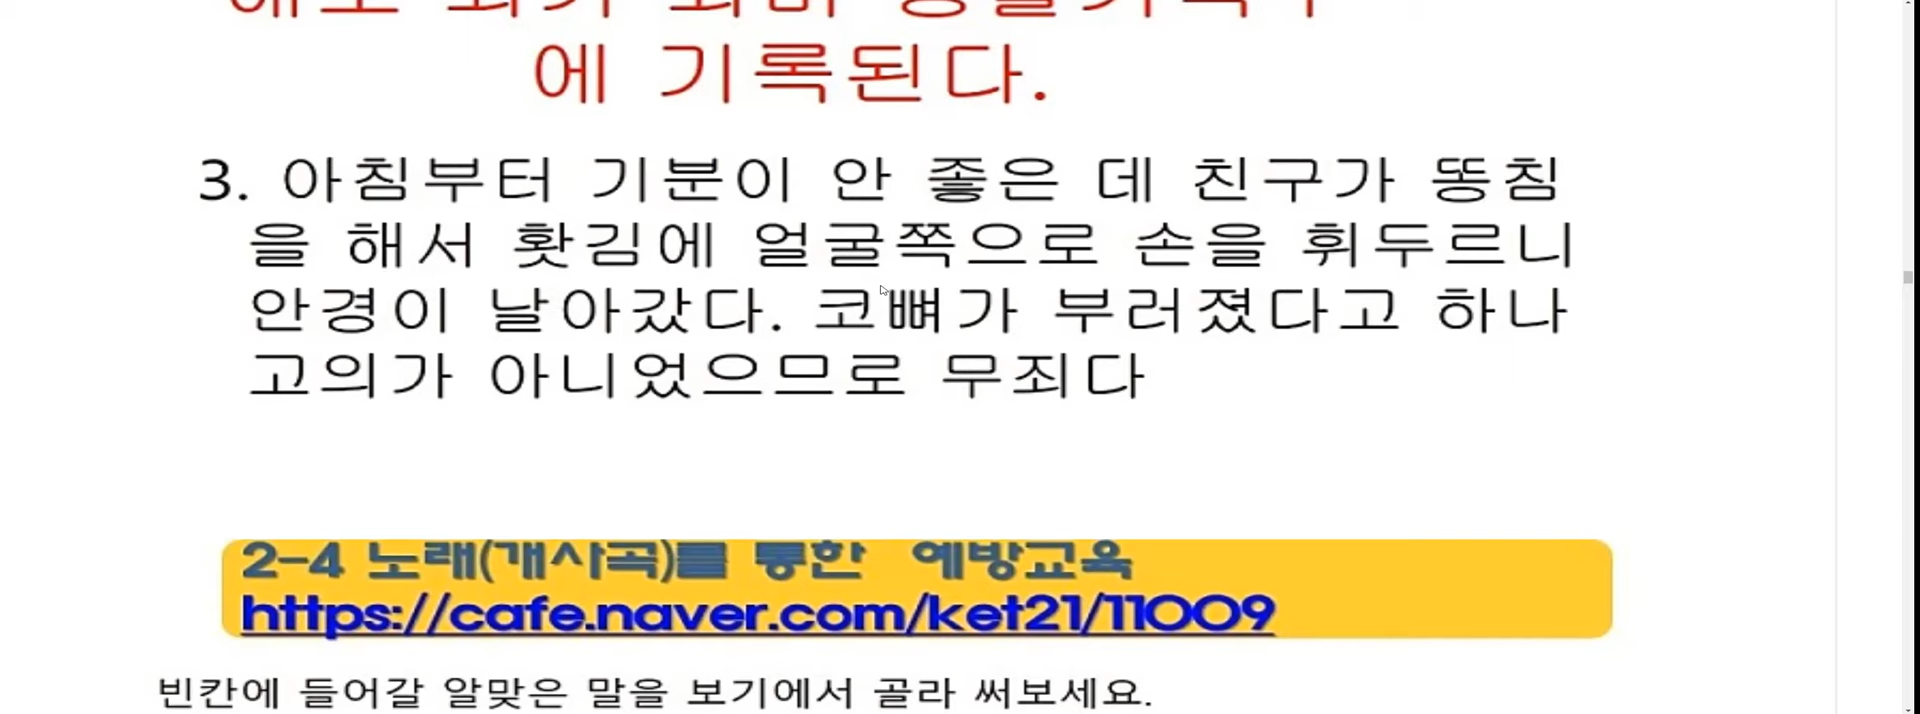 에 기록된다.
3. 아침부터 기분이 안 좋은 데 친구가 똥침
을 해서 홧김에 얼굴쪽으로 손을 휘두르니
안경이 날아갔다. 코뼈가 부러졌다고 하나
고의가 아니었으므로 무죄다
2-4 노래(개사곡)를 통한 예방교육
https://cafe.naver.com/ket21/11009
빈칸에 들어갈 알맞은 말을 보기에서 골라 써보세요.